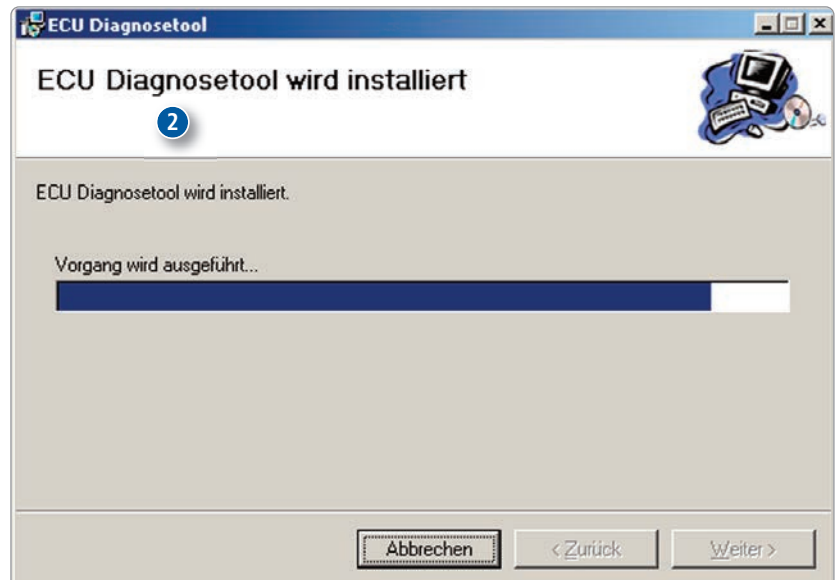 ECU Diagnosetool
ECU Diagnosetool wird installiert
2
ECU Diagnosetool wird installiert.
Vorgang wird ausgeführt...
Abbrechen
< Zurück
Weiter >